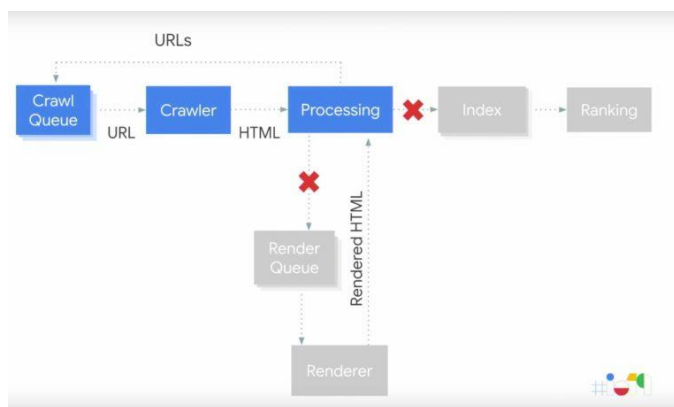 URLs
Crawl
Queue
URL
Crawler
HTML
Processing
Index
Ranking
Render
Queue
Rendered HTML
Renderer